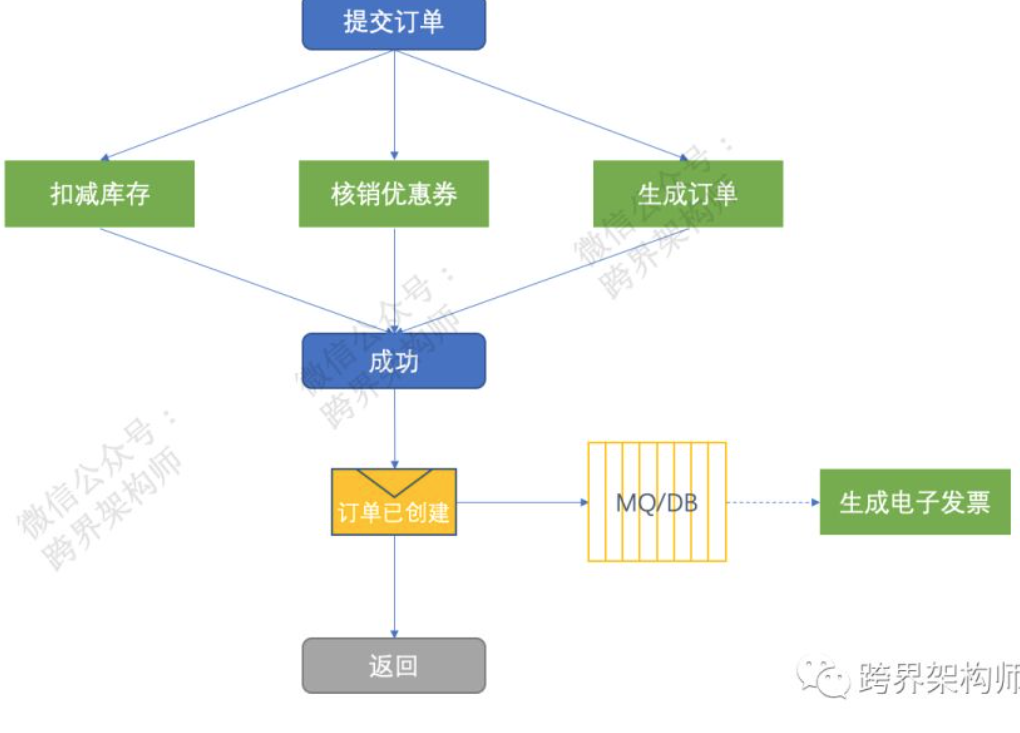 提交订单
扣减库存
核销优惠券
生成订单
微信公众号：
跨界架构师
成功
微信公众号：
跨界架构师
微信公众号：
跨界架构师
订单已创建
MQ/DB
生成电子发票
返回
跨界架构师